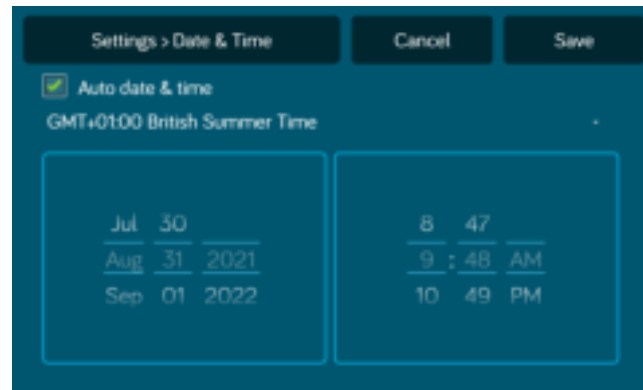 Settings > Date & Time Cancel Save
Auto date & time
GMT+01:00 British Summer Time
Jul 30 8 47
Aug 31 2021 9 : 48 AM
Sep 01 2022 10 49 PM